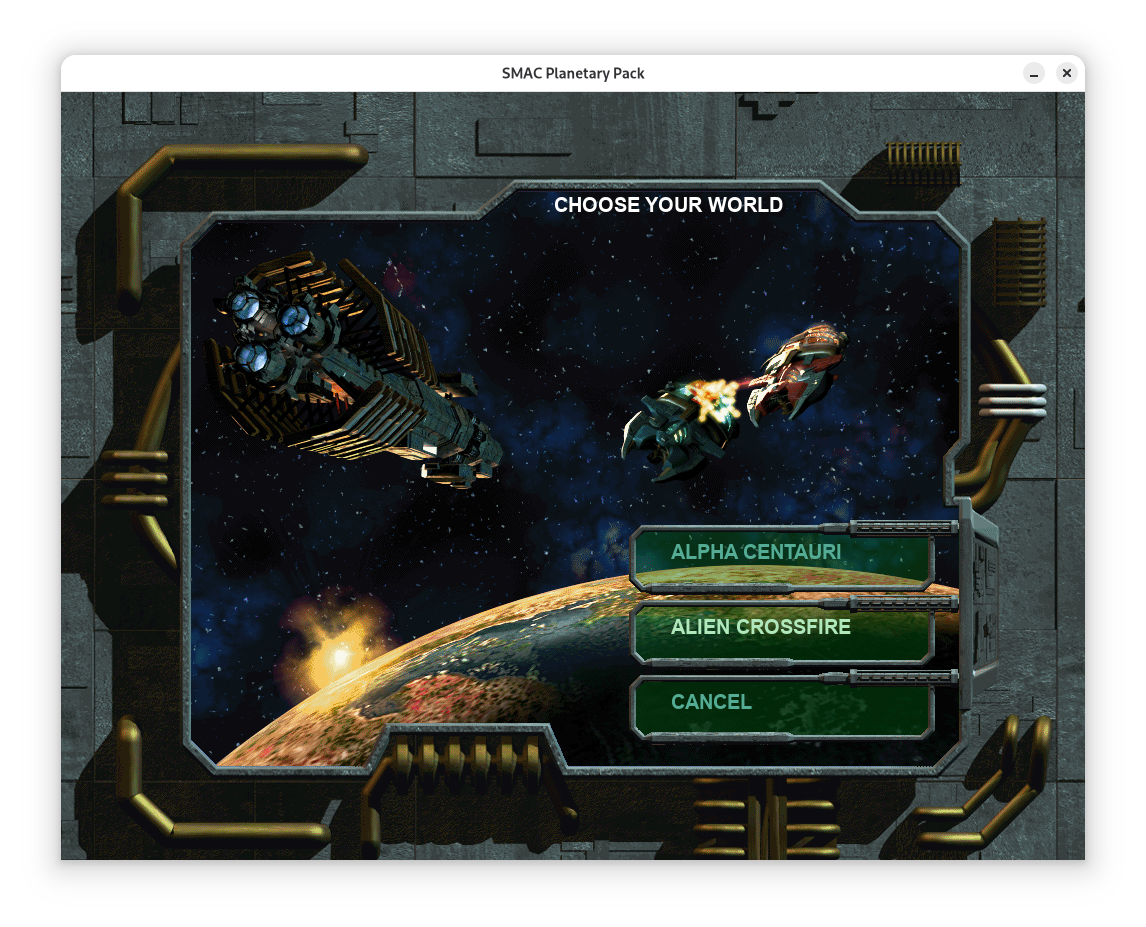 SMAC Planetary Pack
CHOOSE YOUR WORLD
ALPHA CENTAURI
ALIEN CROSSFIRE
CANCEL